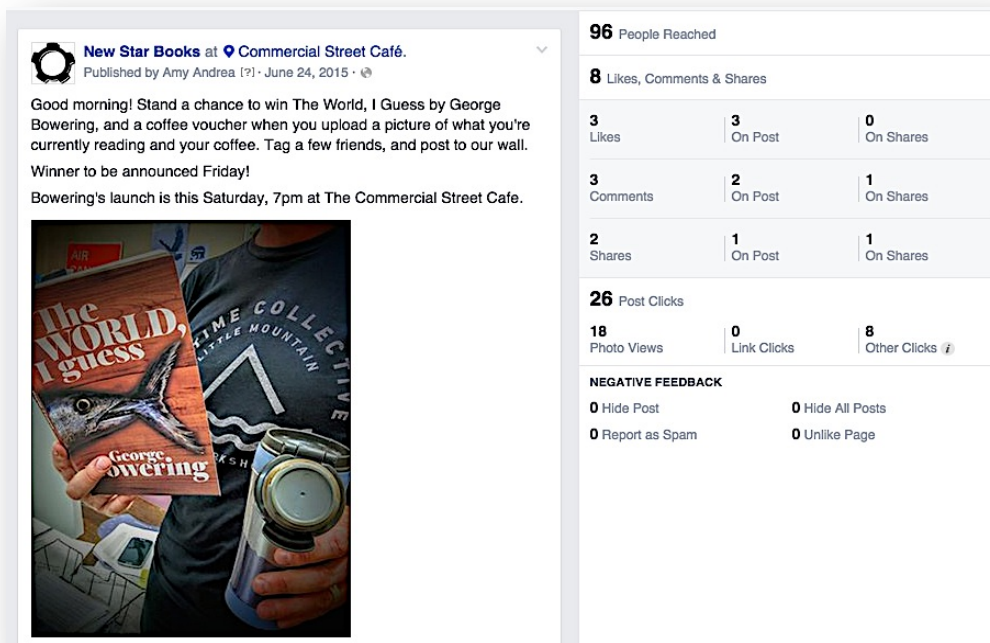 New Star Books at Commercial Street Café.
Published by Amy Andrea [?] · June 24, 2015 ·
Good morning! Stand a chance to win The World, I Guess by George
Bowering, and a coffee voucher when you upload a picture of what you're
currently reading and your coffee. Tag a few friends, and post to our wall.
Winner to be announced Friday!
Bowering's launch is this Saturday, 7pm at The Commercial Street Cafe.
AIR
The
WORLD,
I guess
George
Bowering
TIME COLLECTIVE
LITTLE MOUNTAIN
96 People Reached
8 Likes, Comments & Shares
3 3 0
Likes On Post On Shares
3 2 1
Comments On Post On Shares
2 1 1
Shares On Post On Shares
26 Post Clicks
18 0 8
Photo Views Link Clicks Other Clicks i
NEGATIVE FEEDBACK
0 Hide Post 0 Hide All Posts
0 Report as Spam 0 Unlike Page